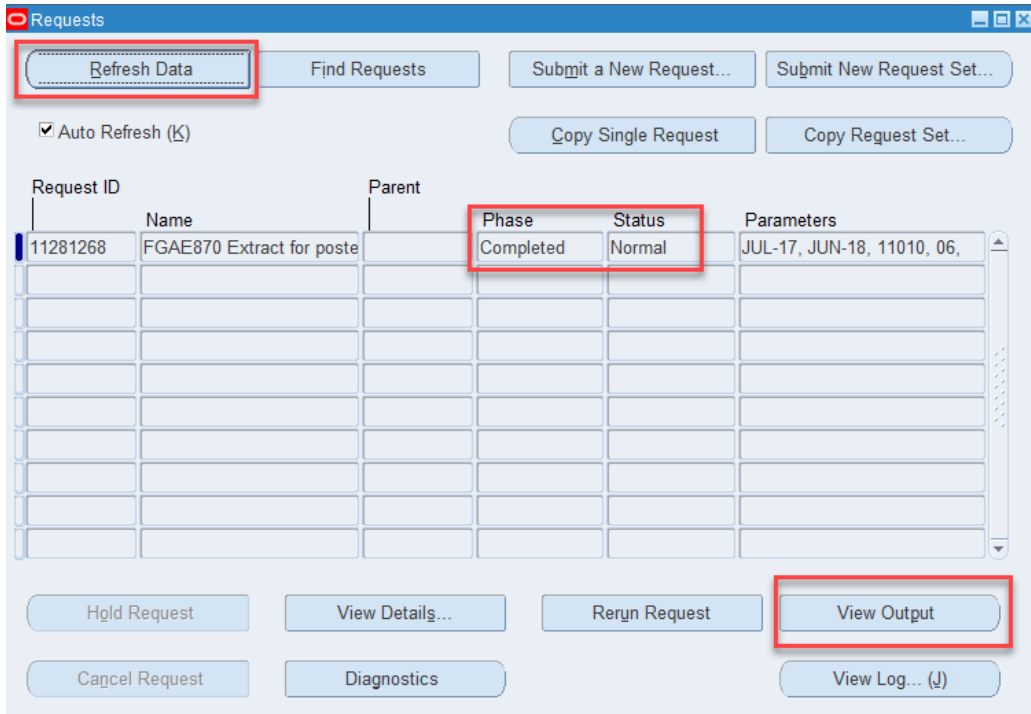 Requests
Refresh Data Find Requests Submit a New Request... Submit New Request Set...
Auto Refresh (K) Copy Single Request Copy Request Set...
Request ID Parent
Name Phase Status Parameters
11281268 FGAE870 Extract for poste Completed Normal JUL-17, JUN-18, 11010, 06,
Hold Request View Details... Rerun Request View Output
Cancel Request Diagnostics View Log... (J)